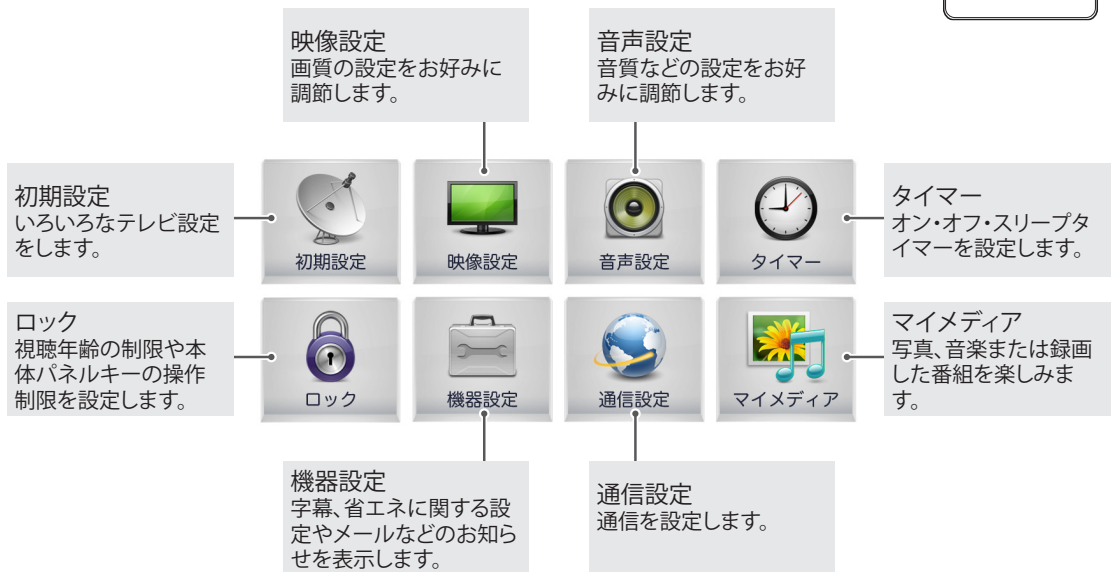 映像設定
画質の設定をお好みに
調節します。
音声設定
音質などの設定をお好
みに調節します。
初期設定
いろいろなテレビ設定
をします。
初期設定
映像設定
音声設定
タイマー
タイマー
オン・オフ・スリープタ
イマーを設定します。
ロック
視聴年齢の制限や本
体パネルキーの操作
制限を設定します。
ロック
機器設定
通信設定
マイメディア
マイメディア
写真、音楽または録画
した番組を楽しみま
す。
機器設定
字幕、省エネに関する設
定やメールなどのお知ら
せを表示します。
通信設定
通信を設定します。